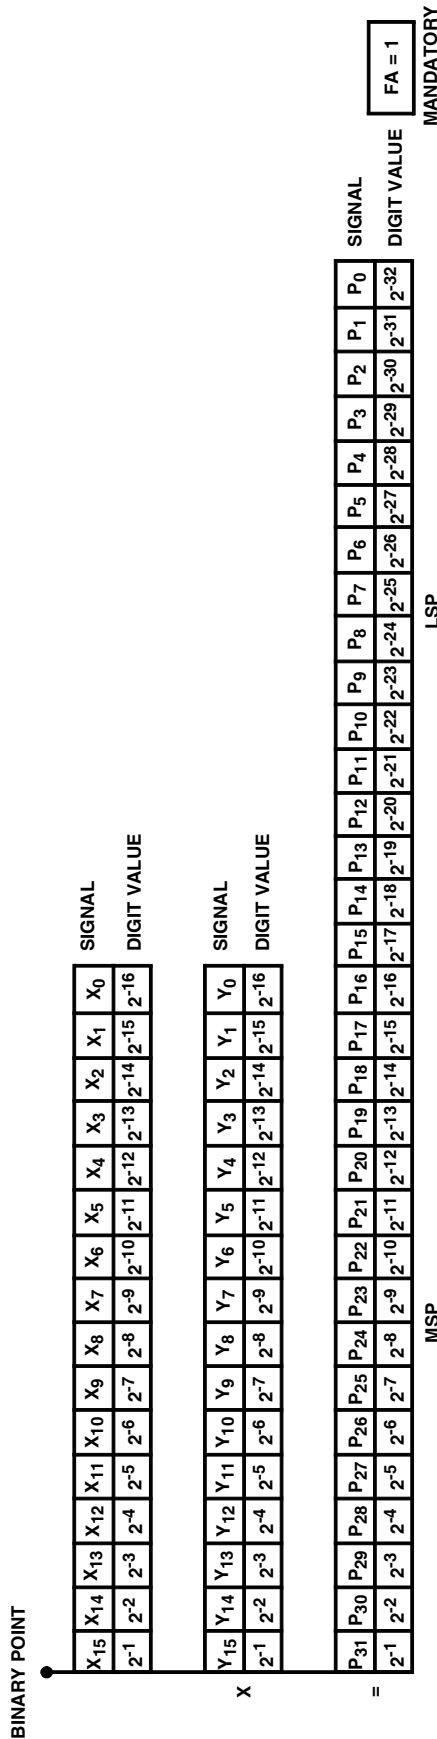 BINARY POINT
X15 X14 X13 X12 X11 X10 X9 X8 X7 X6 X5 X4 X3 X2 X1 X0 SIGNAL
2-1 2-2 2-3 2-4 2-5 2-6 2-7 2-8 2-9 2-10 2-11 2-12 2-13 2-14 2-15 2-16 DIGIT VALUE
Y15 Y14 Y13 Y12 Y11 Y10 Y9 Y8 Y7 Y6 Y5 Y4 Y3 Y2 Y1 Y0 SIGNAL
X 2-1 2-2 2-3 2-4 2-5 2-6 2-7 2-8 2-9 2-10 2-11 2-12 2-13 2-14 2-15 2-16 DIGIT VALUE
P31 P30 P29 P28 P27 P26 P25 P24 P23 P22 P21 P20 P19 P18 P17 P16 P15 P14 P13 P12 P11 P10 P9 P8 P7 P6 P5 P4 P3 P2 P1 P0 SIGNAL
= 2-1 2-2 2-3 2-4 2-5 2-6 2-7 2-8 2-9 2-10 2-11 2-12 2-13 2-14 2-15 2-16 2-17 2-18 2-19 2-20 2-21 2-22 2-23 2-24 2-25 2-26 2-27 2-28 2-29 2-30 2-31 2-32 DIGIT VALUE
FA = 1
MSP LSP MANDATORY